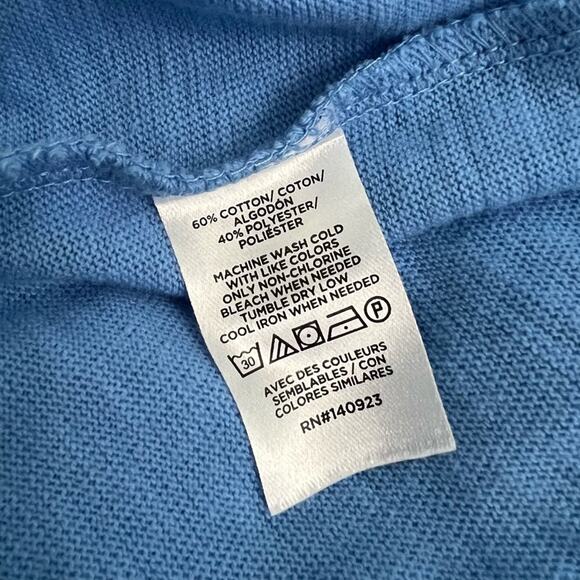 60% COTTON/ COTON/
ALGODÓN
40% POLYESTER/
POLIÉSTER
MACHINE WASH COLD
WITH LIKE COLORS
ONLY NON-CHLORINE
BLEACH WHEN NEEDED
TUMBLE DRY LOW
COOL IRON WHEN NEEDED
30 P
AVEC DES COULEURS
SEMBLABLES / CON
COLORES SIMILARES
RN#140923